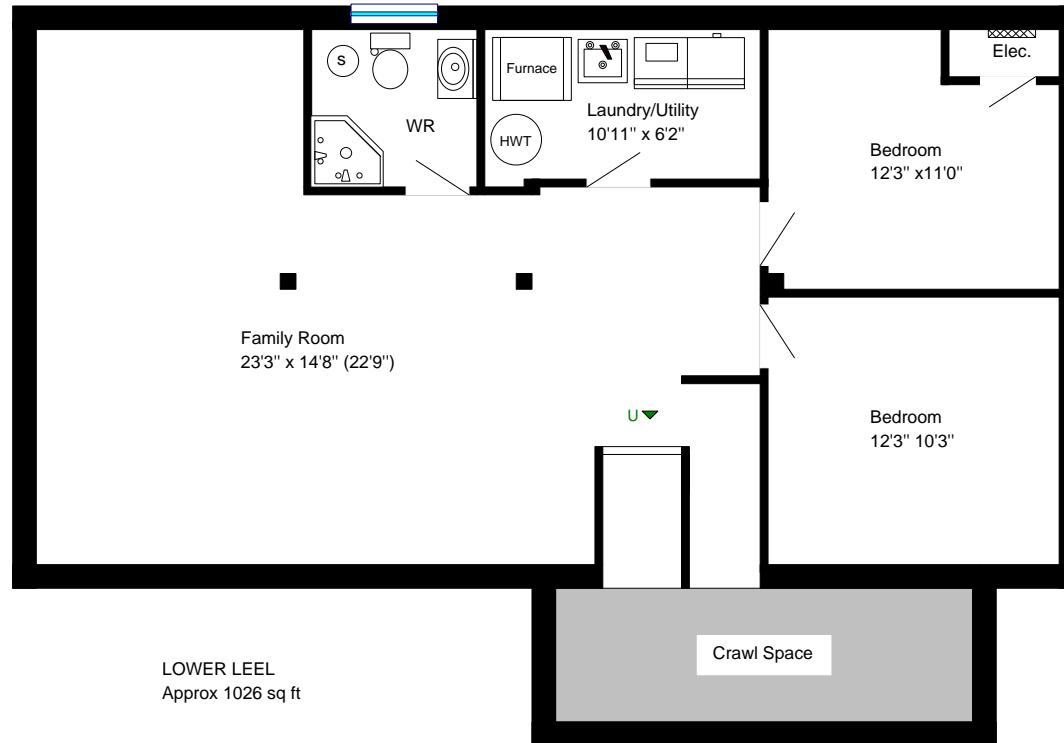 S
WR
Furnace
HWT
Laundry/Utility
10'11" x 6'2"
Elec.
Bedroom
12'3" x11'0"
Family Room
23'3" x 14'8" (22'9")
U
Bedroom
12'3" 10'3"
Crawl Space
LOWER LEEL
Approx 1026 sq ft